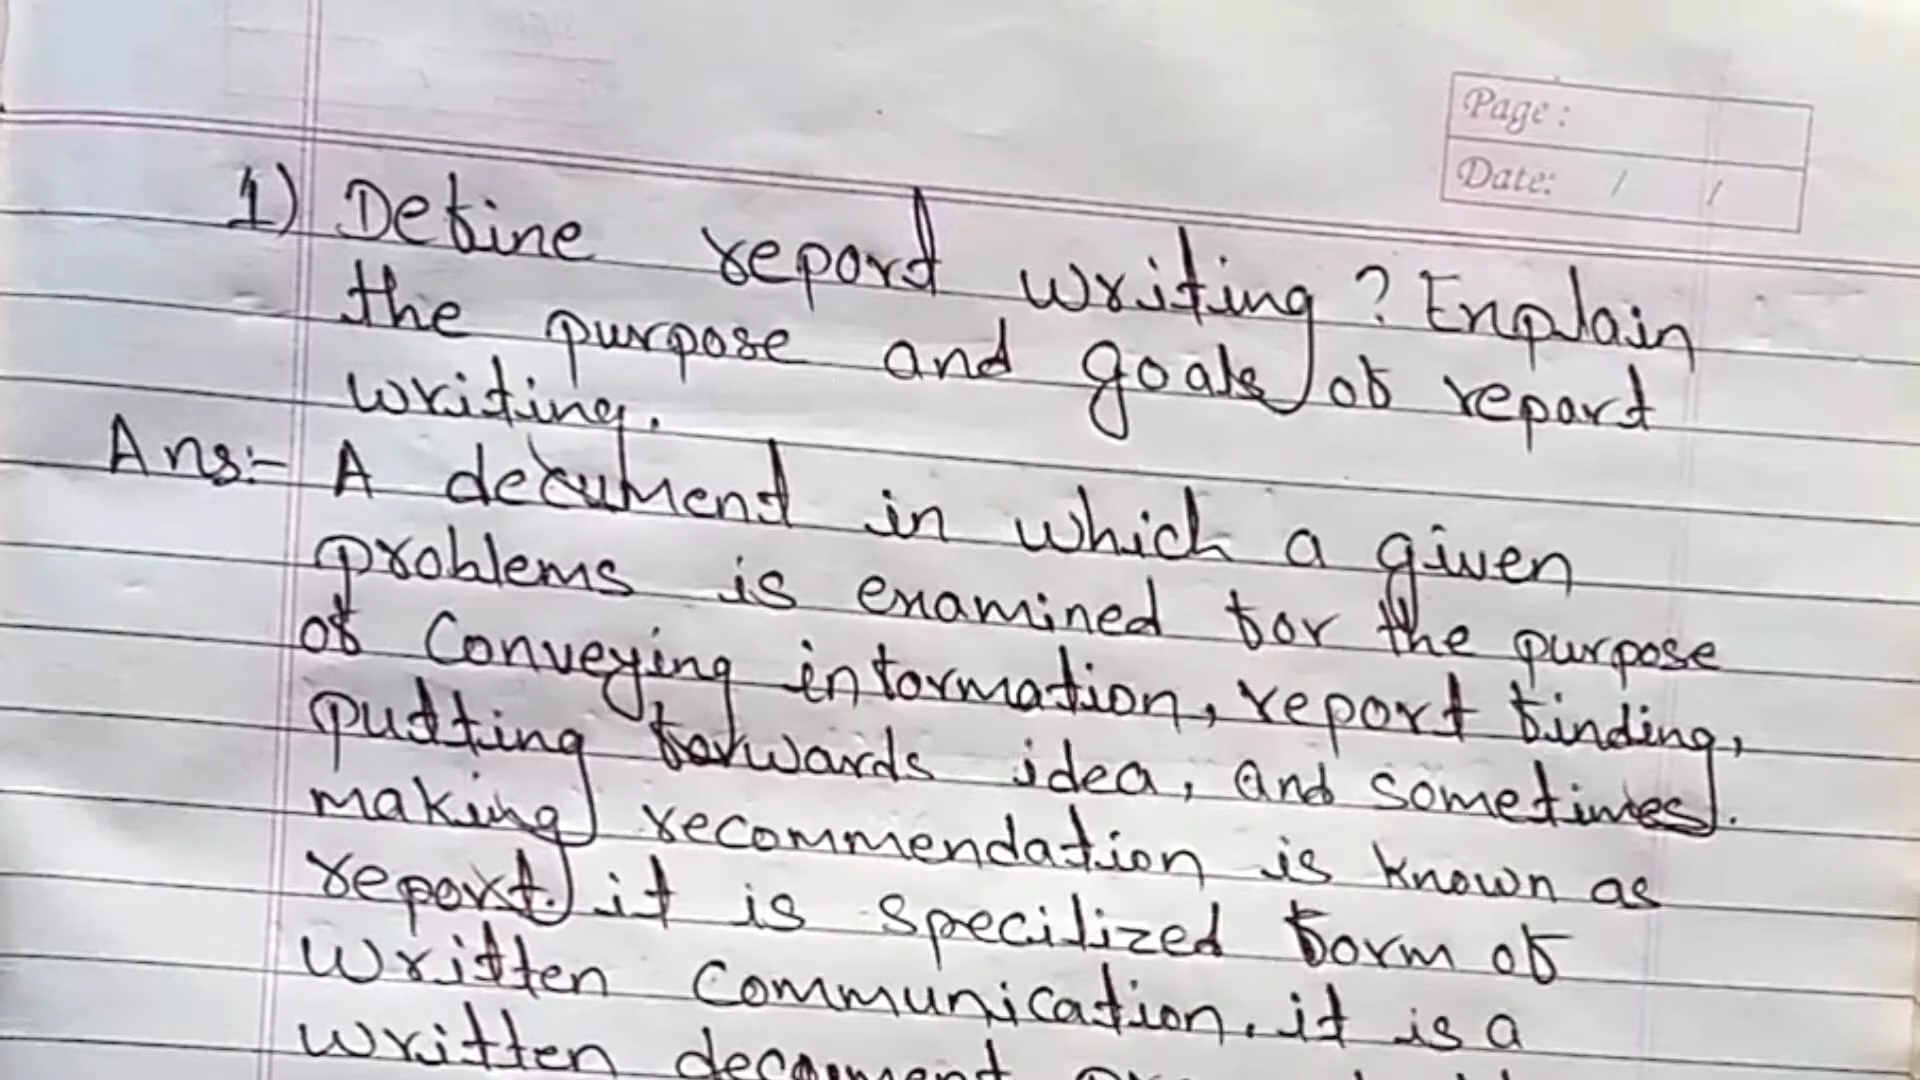 Page :
Date: / /
1) Define report writing ? Explain
the purpose and goals of report
writing.
Ans:- A decument in which a given
problems is examined for the purpose
of Conveying information, report finding,
putting forwards idea, and sometimes.
making recommendation is known as
report. it is specilized form of
written communication. it is a
written